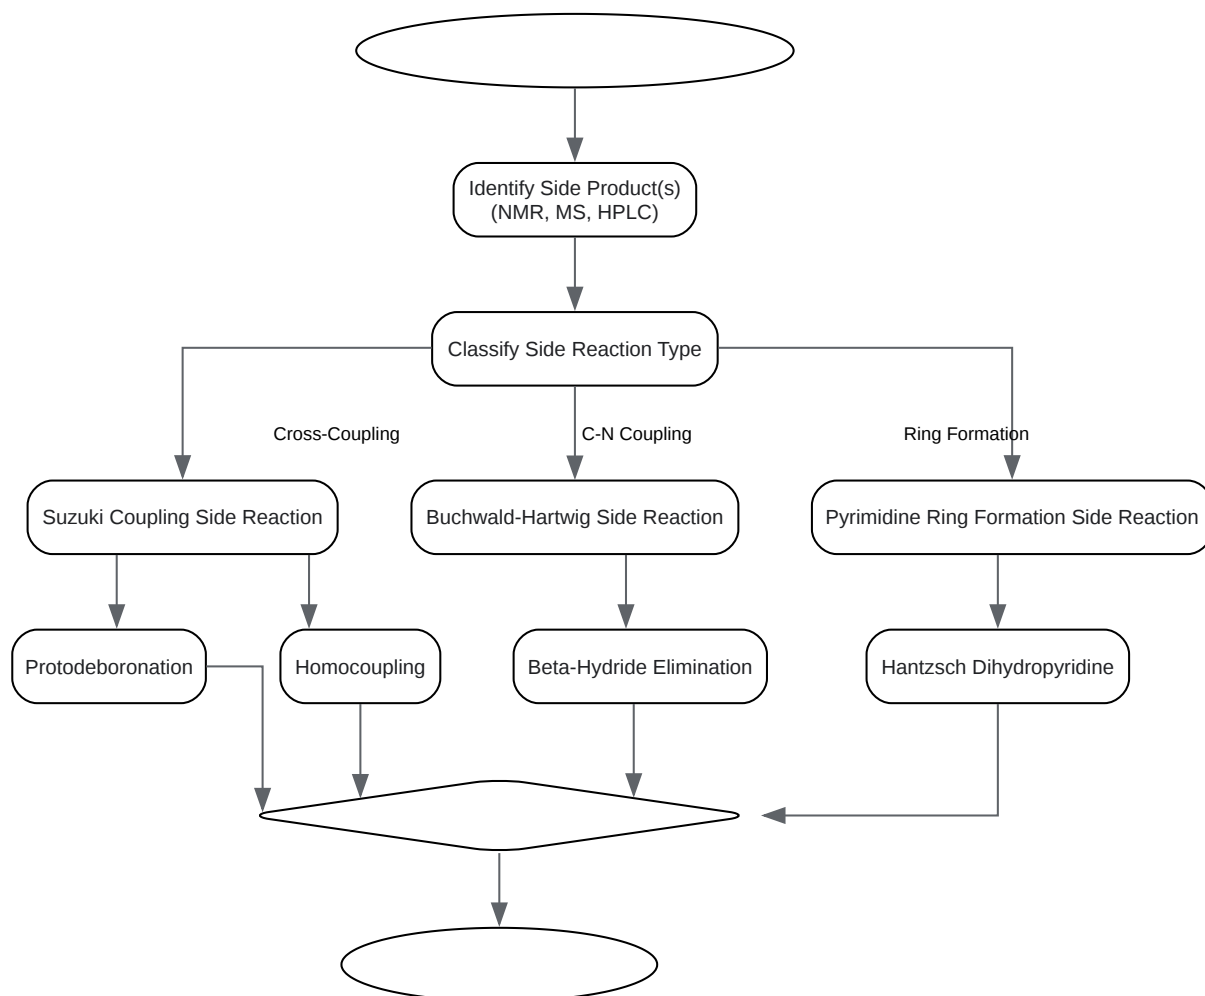 Identify Side Product(s)
(NMR, MS, HPLC)
Classify Side Reaction Type
Cross-Coupling
C-N Coupling
Ring Formation
Suzuki Coupling Side Reaction
Buchwald-Hartwig Side Reaction
Pyrimidine Ring Formation Side Reaction
Protodeboronation
Homocoupling
Beta-Hydride Elimination
Hantzsch Dihydropyridine